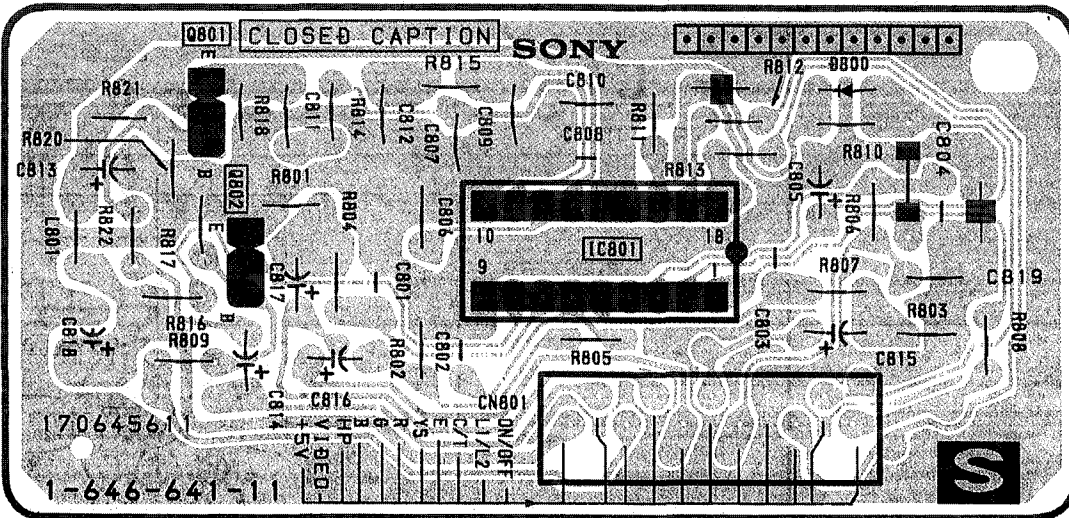 Q801 CLOSED CAPTION SONY
E
R815
R812 D800
R821
C810
R818 C811 R814 C812 C807 C809 R811
C808
R820
C813
B
Q802
R801
R813
C805
R810
C804
L801 R822 R817
E
R804
C806
R806
10 IC801 18
9 1
C817
C801
R807
C819
B
R816
R809
C818
R803
R808
R802 C802
R805
C803
C815
C814
C816
CN801
170645611
+5V
VIDEO
HP
B
G
R
YS
E
C/T
L1/L2
ON/OFF
1-646-641-11
S